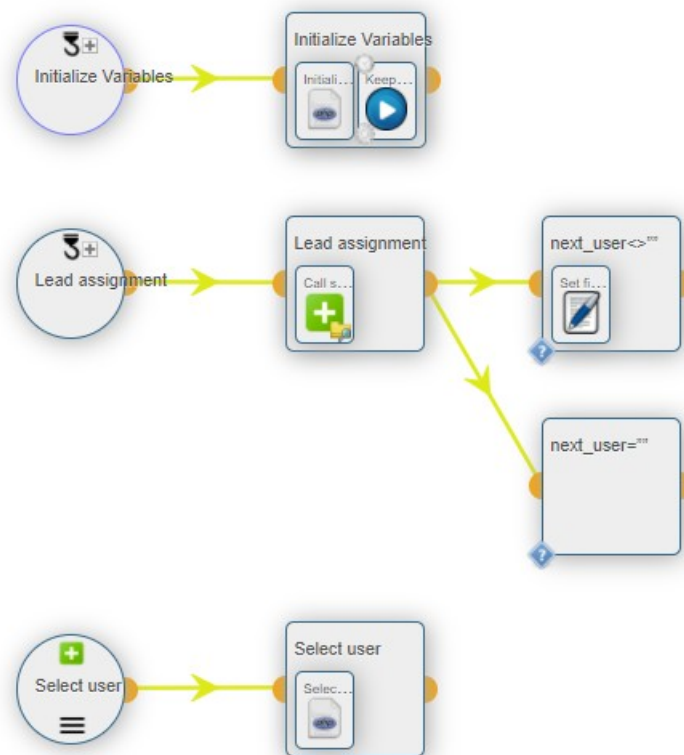 Initialize Variables
Initialize Variables
Initiali...
Keep...
Lead assignment
Lead assignment
Call s...
next_user<>""
Set fi...
next_user=""
Select user
Select user
Selec...